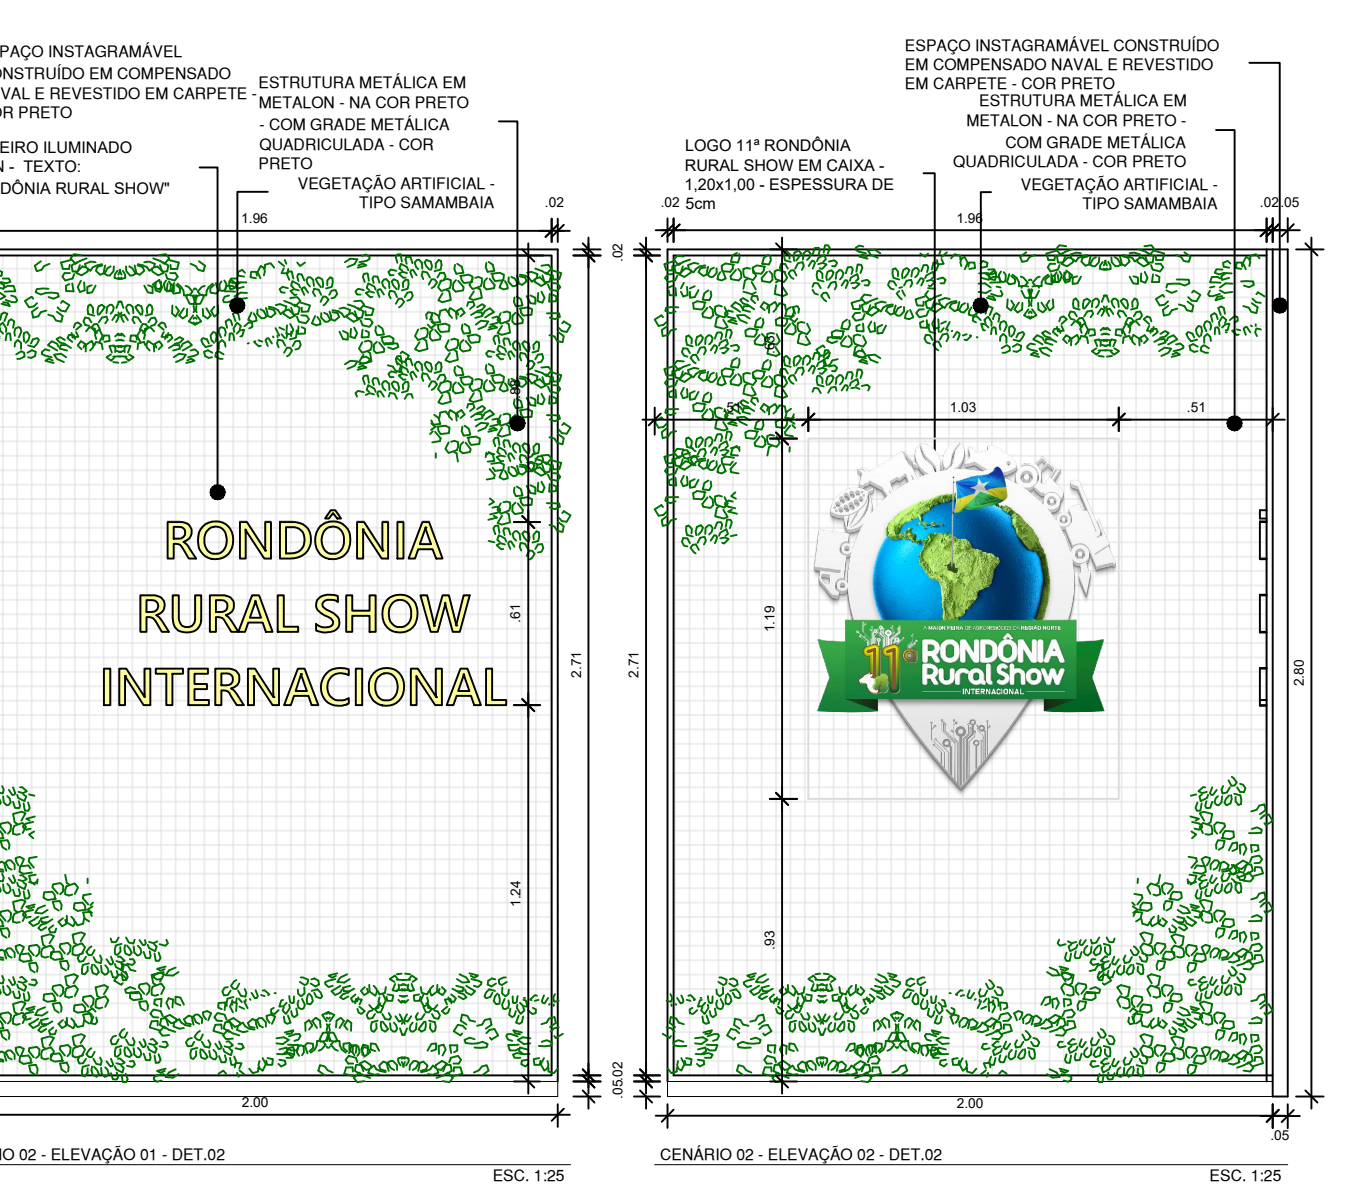 PAÇO INSTAGRAMÁVEL
ONSTRUÍDO EM COMPENSADO
VAL E REVESTIDO EM CARPETE -
OR PRETO
EIRO ILUMINADO
N - TEXTO:
DÔNIA RURAL SHOW"
ESTRUTURA METÁLICA EM
METALON - NA COR PRETO
- COM GRADE METÁLICA
QUADRICULADA - COR
PRETO
VEGETAÇÃO ARTIFICIAL -
TIPO SAMAMBAIA
1.96
.02
.02
RONDÔNIA
RURAL SHOW
INTERNACIONAL
.61
1.24
2.71
.05.02
2.00
IO 02 - ELEVAÇÃO 01 - DET.02
ESC. 1:25
ESPAÇO INSTAGRAMÁVEL CONSTRUÍDO
EM COMPENSADO NAVAL E REVESTIDO
EM CARPETE - COR PRETO
ESTRUTURA METÁLICA EM
METALON - NA COR PRETO -
COM GRADE METÁLICA
QUADRICULADA - COR PRETO
LOGO 11ª RONDÔNIA
RURAL SHOW EM CAIXA -
1,20x1,00 - ESPESSURA DE
5cm
VEGETAÇÃO ARTIFICIAL -
TIPO SAMAMBAIA
.02
1.96
.02.05
1.03
.51
1.19
A MAIOR FEIRA DE AGRONEGÓCIOS DA REGIÃO NORTE
11ª RONDÔNIA
Rural Show
INTERNACIONAL
2.71
2.80
.93
2.00
.05
CENÁRIO 02 - ELEVAÇÃO 02 - DET.02
ESC. 1:25